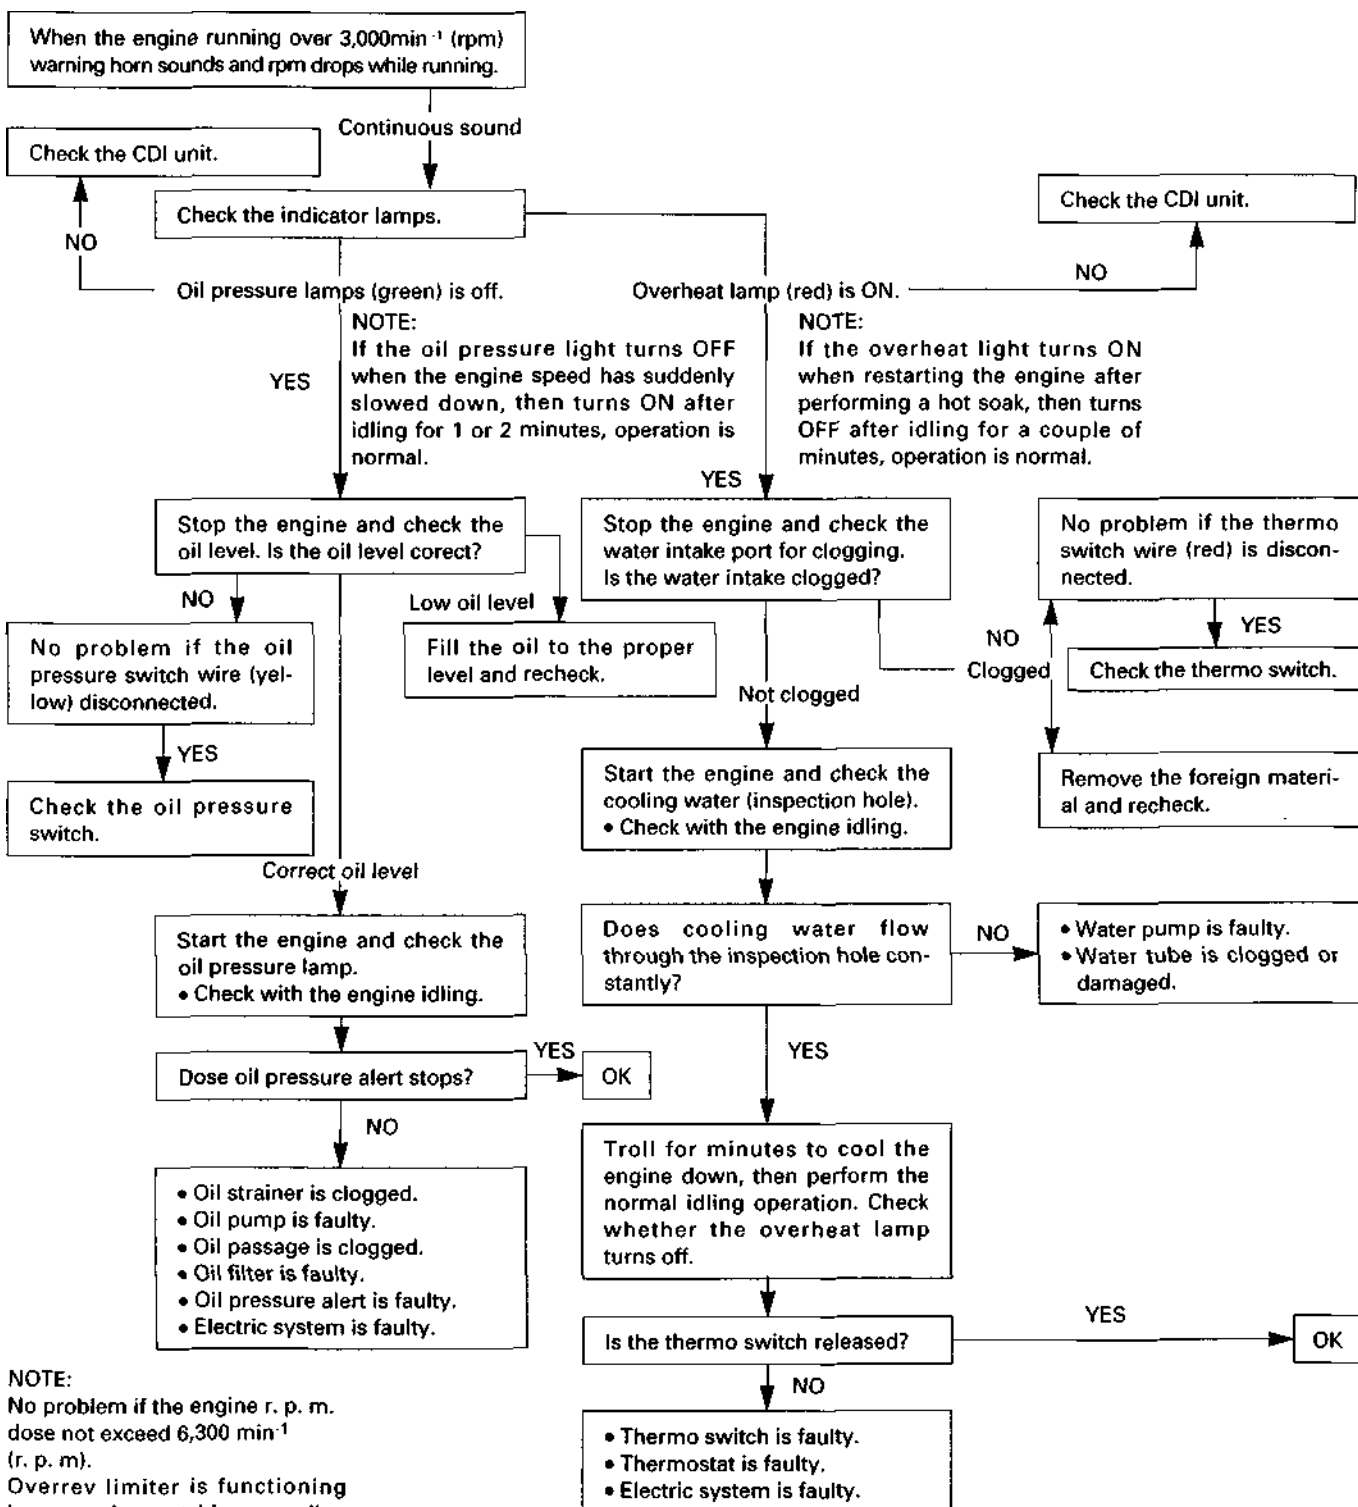 When the engine running over 3,000min⁻¹ (rpm)
warning horn sounds and rpm drops while running.
Continuous sound
Check the CDI unit.
Check the indicator lamps.
Check the CDI unit.
NO
NO
Oil pressure lamps (green) is off.
Overheat lamp (red) is ON.
NOTE:
If the oil pressure light turns OFF
when the engine speed has suddenly
slowed down, then turns ON after
idling for 1 or 2 minutes, operation is
normal.
YES
NOTE:
If the overheat light turns ON
when restarting the engine after
performing a hot soak, then turns
OFF after idling for a couple of
minutes, operation is normal.
YES
Stop the engine and check the
oil level. Is the oil level corect?
Stop the engine and check the
water intake port for clogging.
Is the water intake clogged?
No problem if the thermo
switch wire (red) is discon-
nected.
NO
Low oil level
NO
YES
No problem if the oil
pressure switch wire (yel-
low) disconnected.
Fill the oil to the proper
level and recheck.
Clogged
Check the thermo switch.
Not clogged
YES
Check the oil pressure
switch.
Start the engine and check the
cooling water (inspection hole).
• Check with the engine idling.
Remove the foreign materi-
al and recheck.
Correct oil level
Start the engine and check the
oil pressure lamp.
• Check with the engine idling.
Does cooling water flow
through the inspection hole con-
stantly?
NO
• Water pump is faulty.
• Water tube is clogged or
damaged.
YES
YES
Dose oil pressure alert stops?
OK
NO
Troll for minutes to cool the
engine down, then perform the
normal idling operation. Check
whether the overheat lamp
turns off.
• Oil strainer is clogged.
• Oil pump is faulty.
• Oil passage is clogged.
• Oil filter is faulty.
• Oil pressure alert is faulty.
• Electric system is faulty.
Is the thermo switch released?
YES
OK
NO
NOTE:
No problem if the engine r. p. m.
dose not exceed 6,300 min⁻¹
(r. p. m).
Overrev limiter is functioning
• Thermo switch is faulty.
• Thermostat is faulty.
• Electric system is faulty.